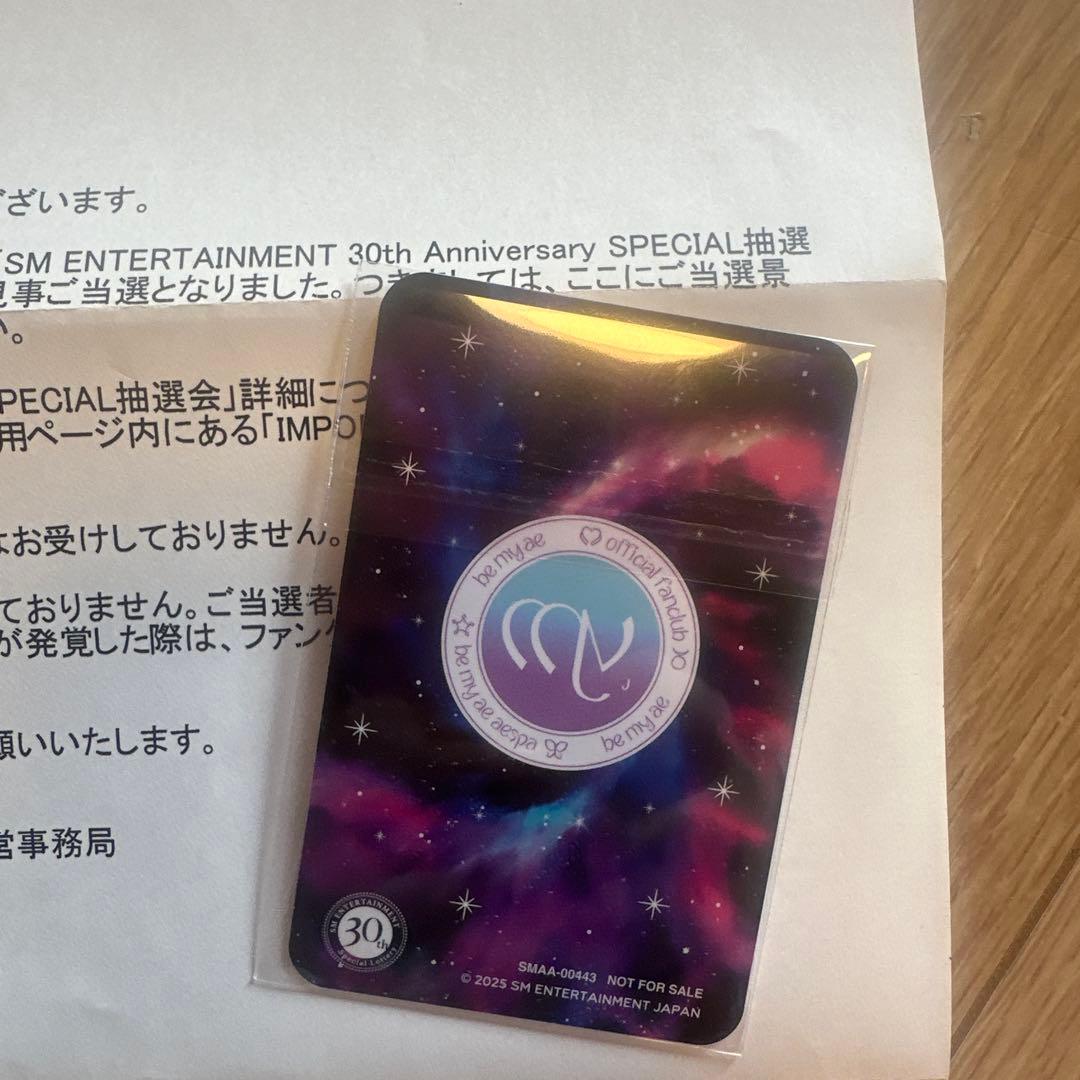 ざいます。
「SM ENTERTAINMENT 30th Anniversary SPECIAL抽選
事ご当選となりました。つきましては、ここにご当選景
い。
PECIAL抽選会」詳細につ
用ページ内にある「IMPO
はお受けしておりません。
ておりません。ご当選者
が発覚した際は、ファンク
願いいたします。
営事務局
be my ae ♡ official fanclub
be my ae aespa
be my ae
SM ENTERTAINMENT
30th
Special Lottery
SMAA-00443 NOT FOR SALE
© 2025 SM ENTERTAINMENT JAPAN